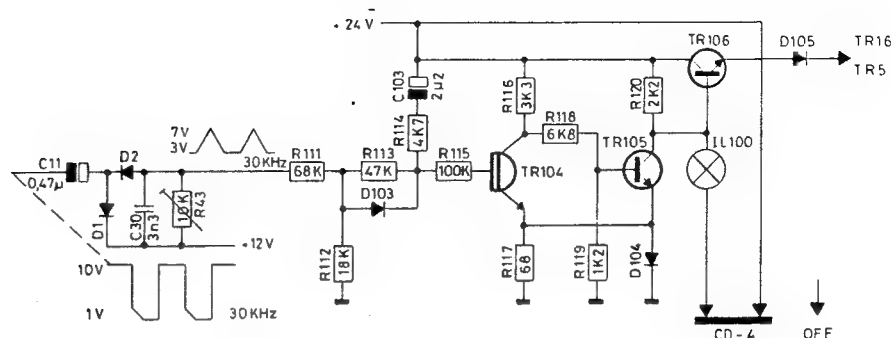 +24V
TR106
D105
TR16
TR5
C103
2µ2
R116
3K3
R120
2K2
R118
6K8
R114
4K7
7V
3V
30KHz
C11
0,47µ
D2
R111
68K
R113
47K
R115
100K
TR104
TR105
IL100
D103
D1
C30
3n3
10K
R43
+12V
R112
18K
R117
68
R119
1K2
D104
10V
1V
30KHz
CD-4
OFF